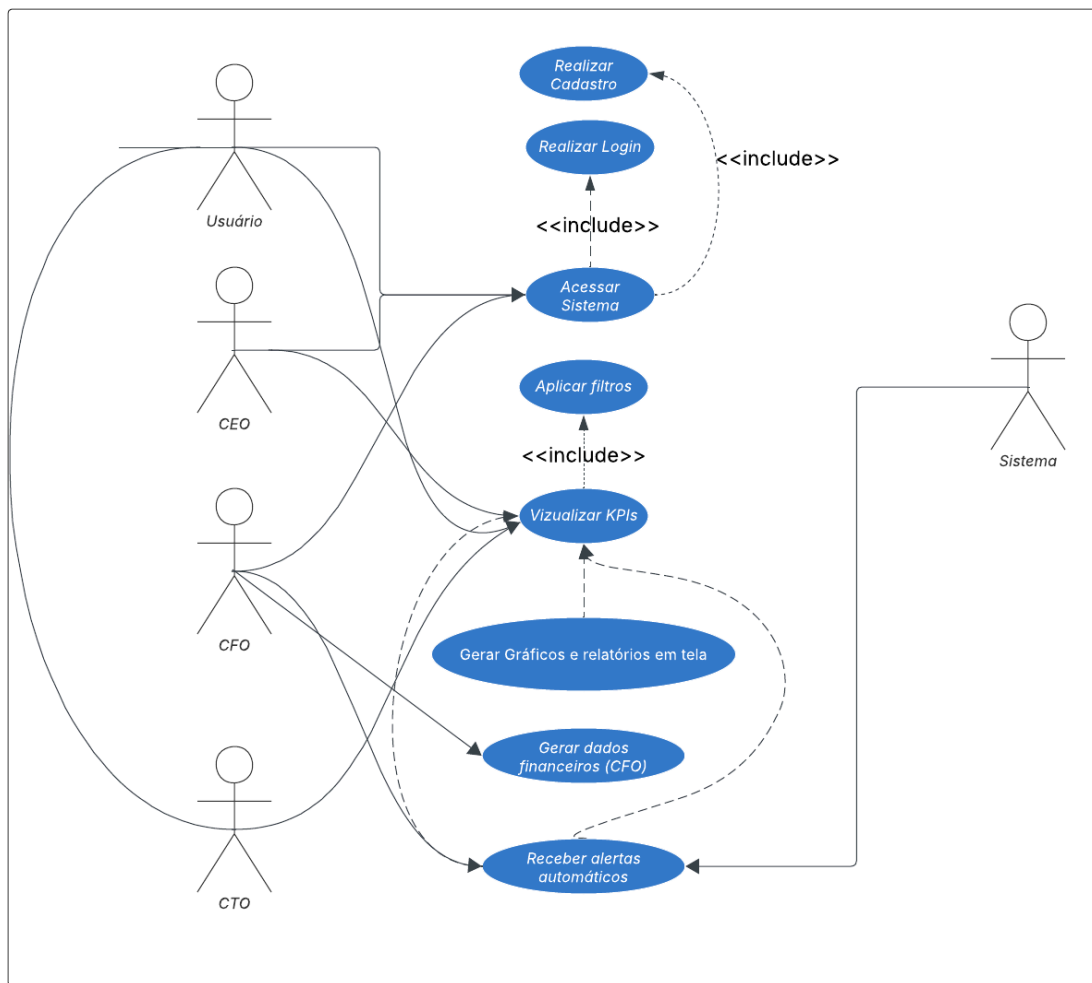 Realizar
Cadastro
Realizar Login
<<include>>
Usuário
<<include>>
Acessar
Sistema
Aplicar filtros
CEO
<<include>>
Sistema
Vizualizar KPIs
CFO
Gerar Gráficos e relatórios em tela
Gerar dados
financeiros (CFO)
Receber alertas
automáticos
CTO